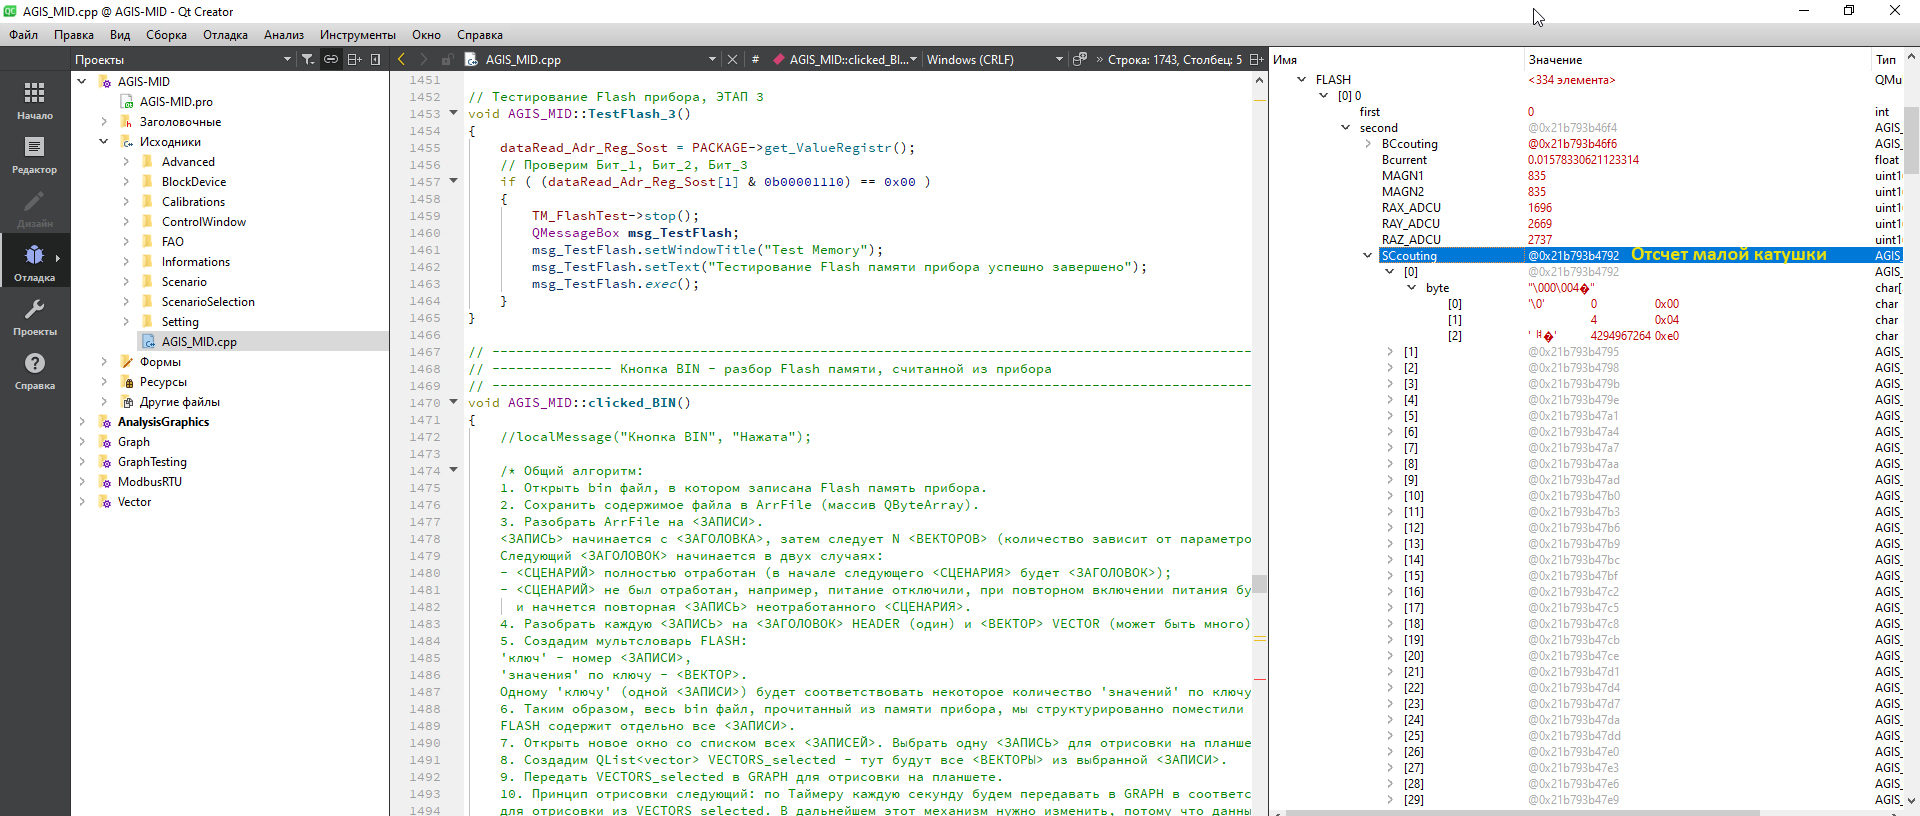 AGIS_MID.cpp @ AGIS-MID - Qt Creator
Файл Правка Вид Сборка Отладка Анализ Инструменты Окно Справка
Проекты
AGIS_MID.cpp
# AGIS_MID::clicked_Bl... Windows (CRLF) » Строка: 1743, Столбец: 5
Начало
Редактор
Дизайн
Отладка
Проекты
Справка
AGIS-MID
AGIS-MID.pro
Заголовочные
Исходники
Advanced
BlockDevice
Calibrations
ControlWindow
FAO
Informations
Scenario
ScenarioSelection
Setting
AGIS_MID.cpp
Формы
Ресурсы
Другие файлы
AnalysisGraphics
Graph
GraphTesting
ModbusRTU
Vector
1451
1452 // Тестирование Flash прибора, ЭТАП 3
1453 void AGIS_MID::TestFlash_3()
1454 {
1455 dataRead_Adr_Reg_Sost = PACKAGE->get_ValueRegistr();
1456 // Проверим Бит_1, Бит_2, Бит_3
1457 if ( (dataRead_Adr_Reg_Sost[1] & 0b00001110) == 0x00 )
1458 {
1459 TM_FlashTest->stop();
1460 QMessageBox msg_TestFlash;
1461 msg_TestFlash.setWindowTitle("Test Memory");
1462 msg_TestFlash.setText("Тестирование Flash памяти прибора успешно завершено");
1463 msg_TestFlash.exec();
1464 }
1465 }
1466
1467 // -----------------------------------------------------------------------------------------------
1468 // --------------- Кнопка BIN - разбор Flash памяти, считанной из прибора
1469 // -----------------------------------------------------------------------------------------------
1470 void AGIS_MID::clicked_BIN()
1471 {
1472 //localMessage("Кнопка BIN", "Нажата");
1473
1474 /* Общий алгоритм:
1475 1. Открыть bin файл, в котором записана Flash память прибора.
1476 2. Сохранить содержимое файла в ArrFile (массив QByteArray).
1477 3. Разобрать ArrFile на <ЗАПИСИ>.
1478 <ЗАПИСЬ> начинается с <ЗАГОЛОВКА>, затем следует N <ВЕКТОРОВ> (количество зависит от параметро
1479 Следующий <ЗАГОЛОВОК> начинается в двух случаях:
1480 - <СЦЕНАРИЙ> полностью отработан (в начале следующего <СЦЕНАРИЯ> будет <ЗАГОЛОВОК>);
1481 - <СЦЕНАРИЙ> не был отработан, например, питание отключили, при повторном включении питания бу
1482 и начнется повторная <ЗАПИСЬ> неотработанного <СЦЕНАРИЯ>.
1483 4. Разобрать каждую <ЗАПИСЬ> на <ЗАГОЛОВОК> HEADER (один) и <ВЕКТОР> VECTOR (может быть много)
1484 5. Создадим мультсловарь FLASH:
1485 'ключ' - номер <ЗАПИСИ>,
1486 'значения' по ключу - <ВЕКТОР>.
1487 Одному 'ключу' (одной <ЗАПИСИ>) будет соответствовать некоторое количество 'значений' по ключу
1488 6. Таким образом, весь bin файл, прочитанный из памяти прибора, мы структурированно поместили
1489 FLASH содержит отдельно все <ЗАПИСИ>.
1490 7. Открыть новое окно со списком всех <ЗАПИСЕЙ>. Выбрать одну <ЗАПИСЬ> для отрисовки на планше
1491 8. Создадим QList<vector> VECTORS_selected - тут будут все <ВЕКТОРЫ> из выбранной <ЗАПИСИ>.
1492 9. Передать VECTORS_selected в GRAPH для отрисовки на планшете.
1493 10. Принцип отрисовки следующий: по Таймеру каждую секунду будем передавать в GRAPH в соответс
1494 для отрисовки из VECTORS_selected. В дальнейшем этот механизм нужно изменить, потому что данны
Имя Значение Тип
FLASH <334 элемента> QMu
[0] 0
first 0 int
second @0x21b793b46f4 AGIS_
BCcouting @0x21b793b46f6 AGIS_
Bcurrent 0.01578330621123314 float
MAGN1 835 uint1
MAGN2 835 uint1
RAX_ADCU 1696 uint1
RAY_ADCU 2669 uint1
RAZ_ADCU 2737 uint1
SCcouting @0x21b793b4792 Отсчет малой катушки AGIS_
[0] @0x21b793b4792 AGIS_
byte "\000\004�" char[
[0] '\0' 0 0x00 char
[1] 4 0x04 char
[2] 4294967264 0xe0 char
[1] @0x21b793b4795 AGIS_
[2] @0x21b793b4798 AGIS_
[3] @0x21b793b479b AGIS_
[4] @0x21b793b479e AGIS_
[5] @0x21b793b47a1 AGIS_
[6] @0x21b793b47a4 AGIS_
[7] @0x21b793b47a7 AGIS_
[8] @0x21b793b47aa AGIS_
[9] @0x21b793b47ad AGIS_
[10] @0x21b793b47b0 AGIS_
[11] @0x21b793b47b3 AGIS_
[12] @0x21b793b47b6 AGIS_
[13] @0x21b793b47b9 AGIS_
[14] @0x21b793b47bc AGIS_
[15] @0x21b793b47bf AGIS_
[16] @0x21b793b47c2 AGIS_
[17] @0x21b793b47c5 AGIS_
[18] @0x21b793b47c8 AGIS_
[19] @0x21b793b47cb AGIS_
[20] @0x21b793b47ce AGIS_
[21] @0x21b793b47d1 AGIS_
[22] @0x21b793b47d4 AGIS_
[23] @0x21b793b47d7 AGIS_
[24] @0x21b793b47da AGIS_
[25] @0x21b793b47dd AGIS_
[26] @0x21b793b47e0 AGIS_
[27] @0x21b793b47e3 AGIS_
[28] @0x21b793b47e6 AGIS_
[29] @0x21b793b47e9 AGIS_